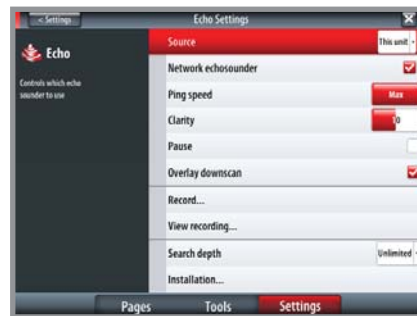 < Settings
Echo Settings
X
Echo
Controls which echo
sounder to use
Source
This unit
Network echosounder
Ping speed
Max
Clarity
Pause
Overlay downscan
Record...
View recording...
Search depth
Unlimited
Installation...
Pages
Tools
Settings